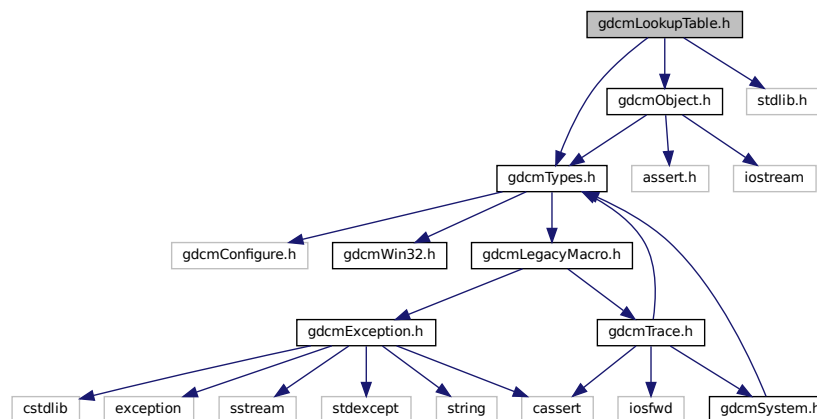 gdcmLookupTable.h
gdcmObject.h
stdlib.h
gdcmTypes.h
assert.h
iostream
gdcmConfigure.h
gdcmWin32.h
gdcmLegacyMacro.h
gdcmException.h
gdcmTrace.h
cstdlib
exception
sstream
stdexcept
string
cassert
iosfwd
gdcmSystem.h